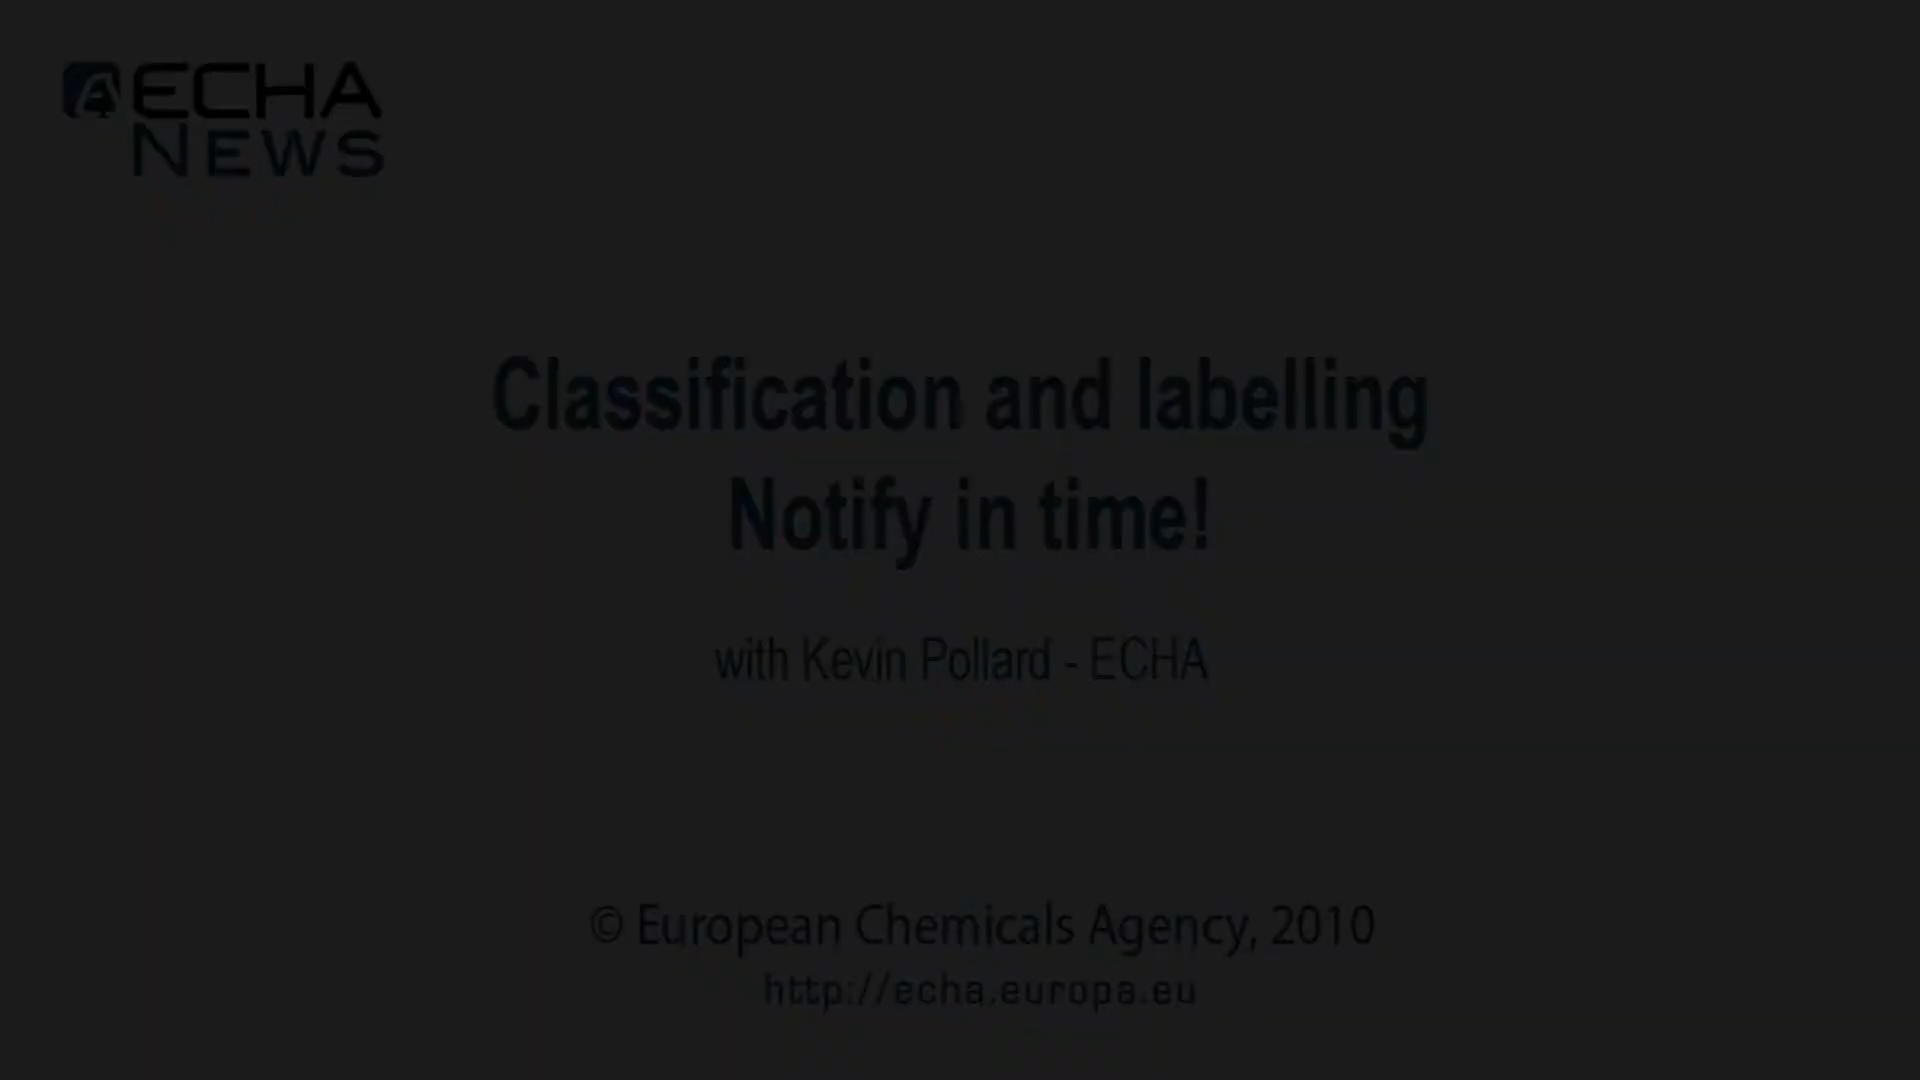 ECHA
NEWS
Classification and labelling
Notify in time!
with Kevin Pollard - ECHA
© European Chemicals Agency, 2010
http://echa.europa.eu